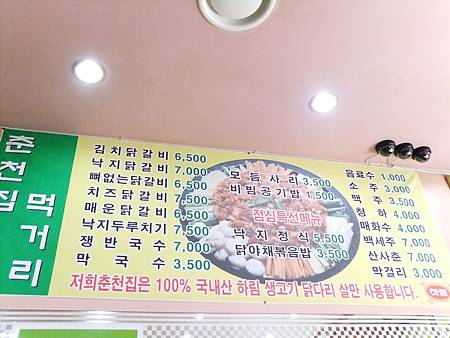 춘천집
먹거리
김치닭갈비 6,500
낙지닭갈비 7,000
뼈없는닭갈비 6,500
치즈닭갈비 7,500
매운닭갈비 6,500
낙지두루치기 7,500
쟁반국수 7,000
막국수 3,500
모듬사리 3,500
비빔공기밥 1,500
점심특선메뉴
낙지정식 5,500
닭야채볶음밥 3,500
음료수 1,000
소주 3,000
맥주 3,500
청하 4,000
매화수 4,000
백세주 7,000
산사춘 7,000
막걸리 3,000
저희춘천집은 100% 국내산 하림 생고기 닭다리 살만 사용합니다.
하림